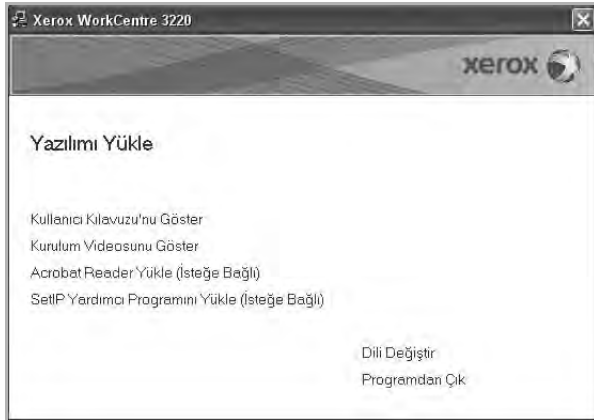 Xerox WorkCentre 3220
xerox
Yazılımı Yükle
Kullanıcı Kılavuzu'nu Göster
Kurulum Videosunu Göster
Acrobat Reader Yükle (İsteğe Bağlı)
SetIP Yardımcı Programını Yükle (İsteğe Bağlı)
Dili Değiştir
Programdan Çık